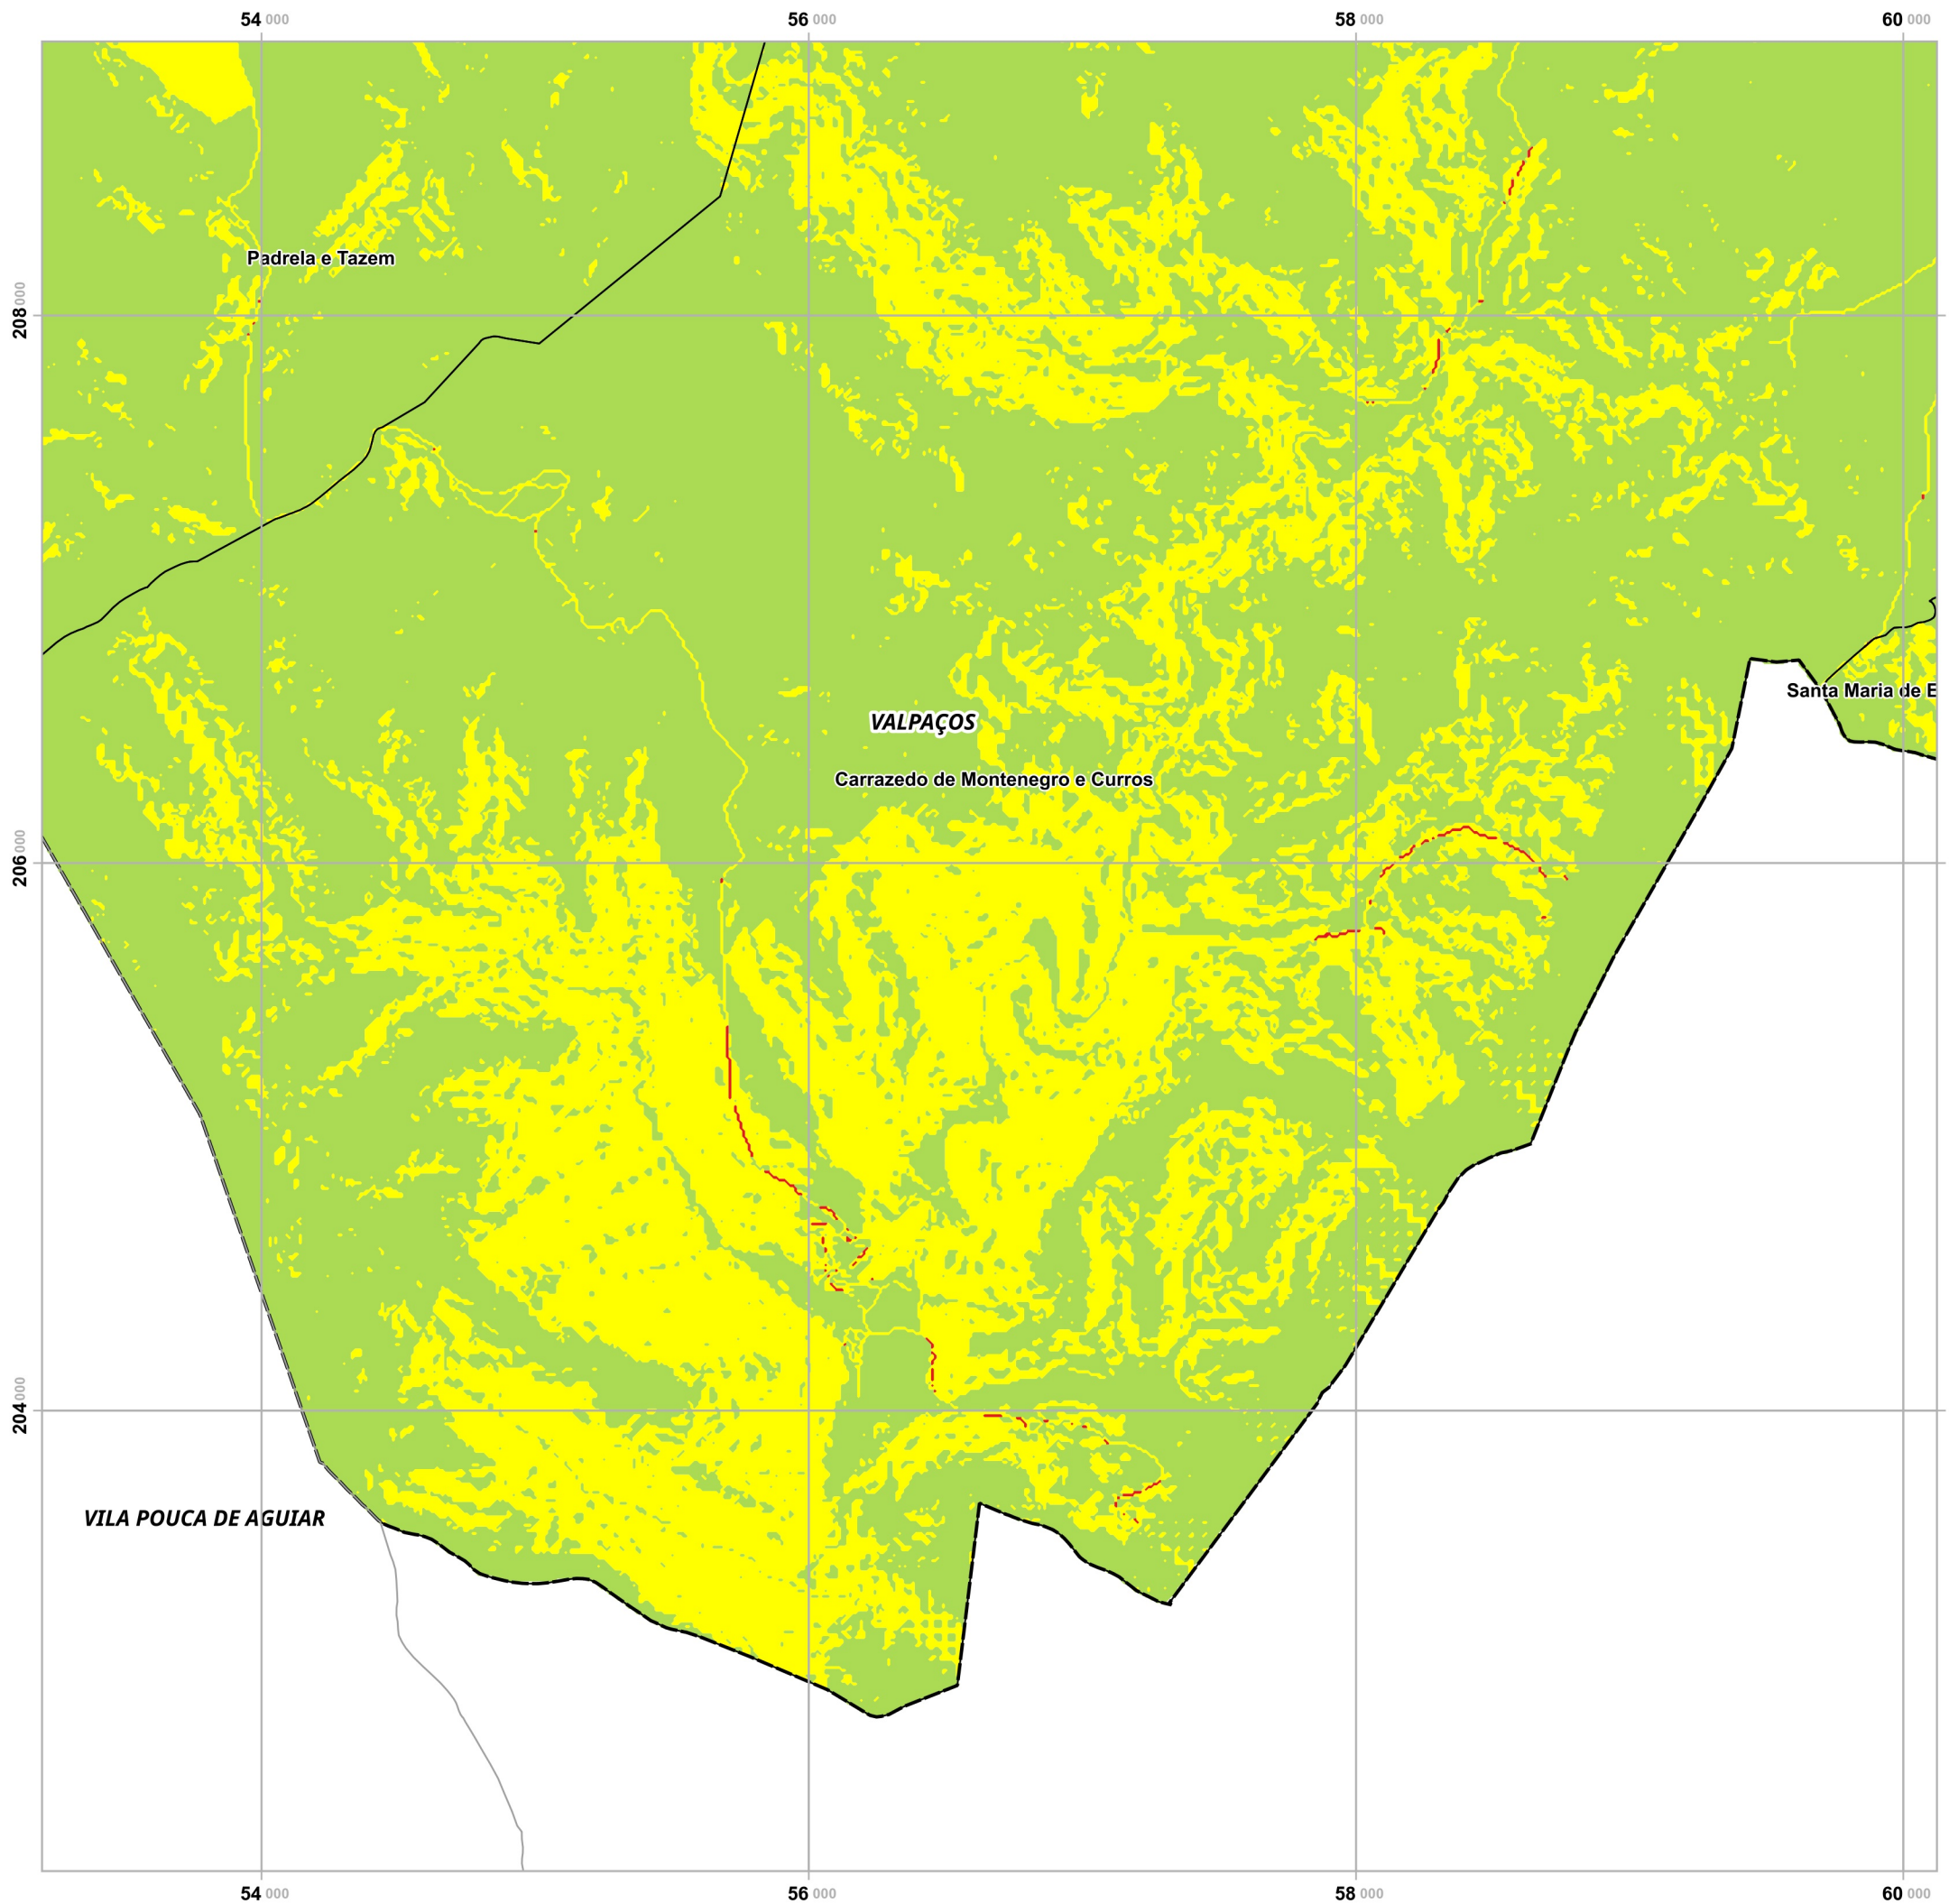 54 000 56 000 58 000 60 000
208 000
Padrela e Tazem
Santa Maria de E
VALPAÇOS
Carrazedo de Montenegro e Curros
206 000
204 000
VILA POUCA DE AGUIAR
54 000 56 000 58 000 60 000